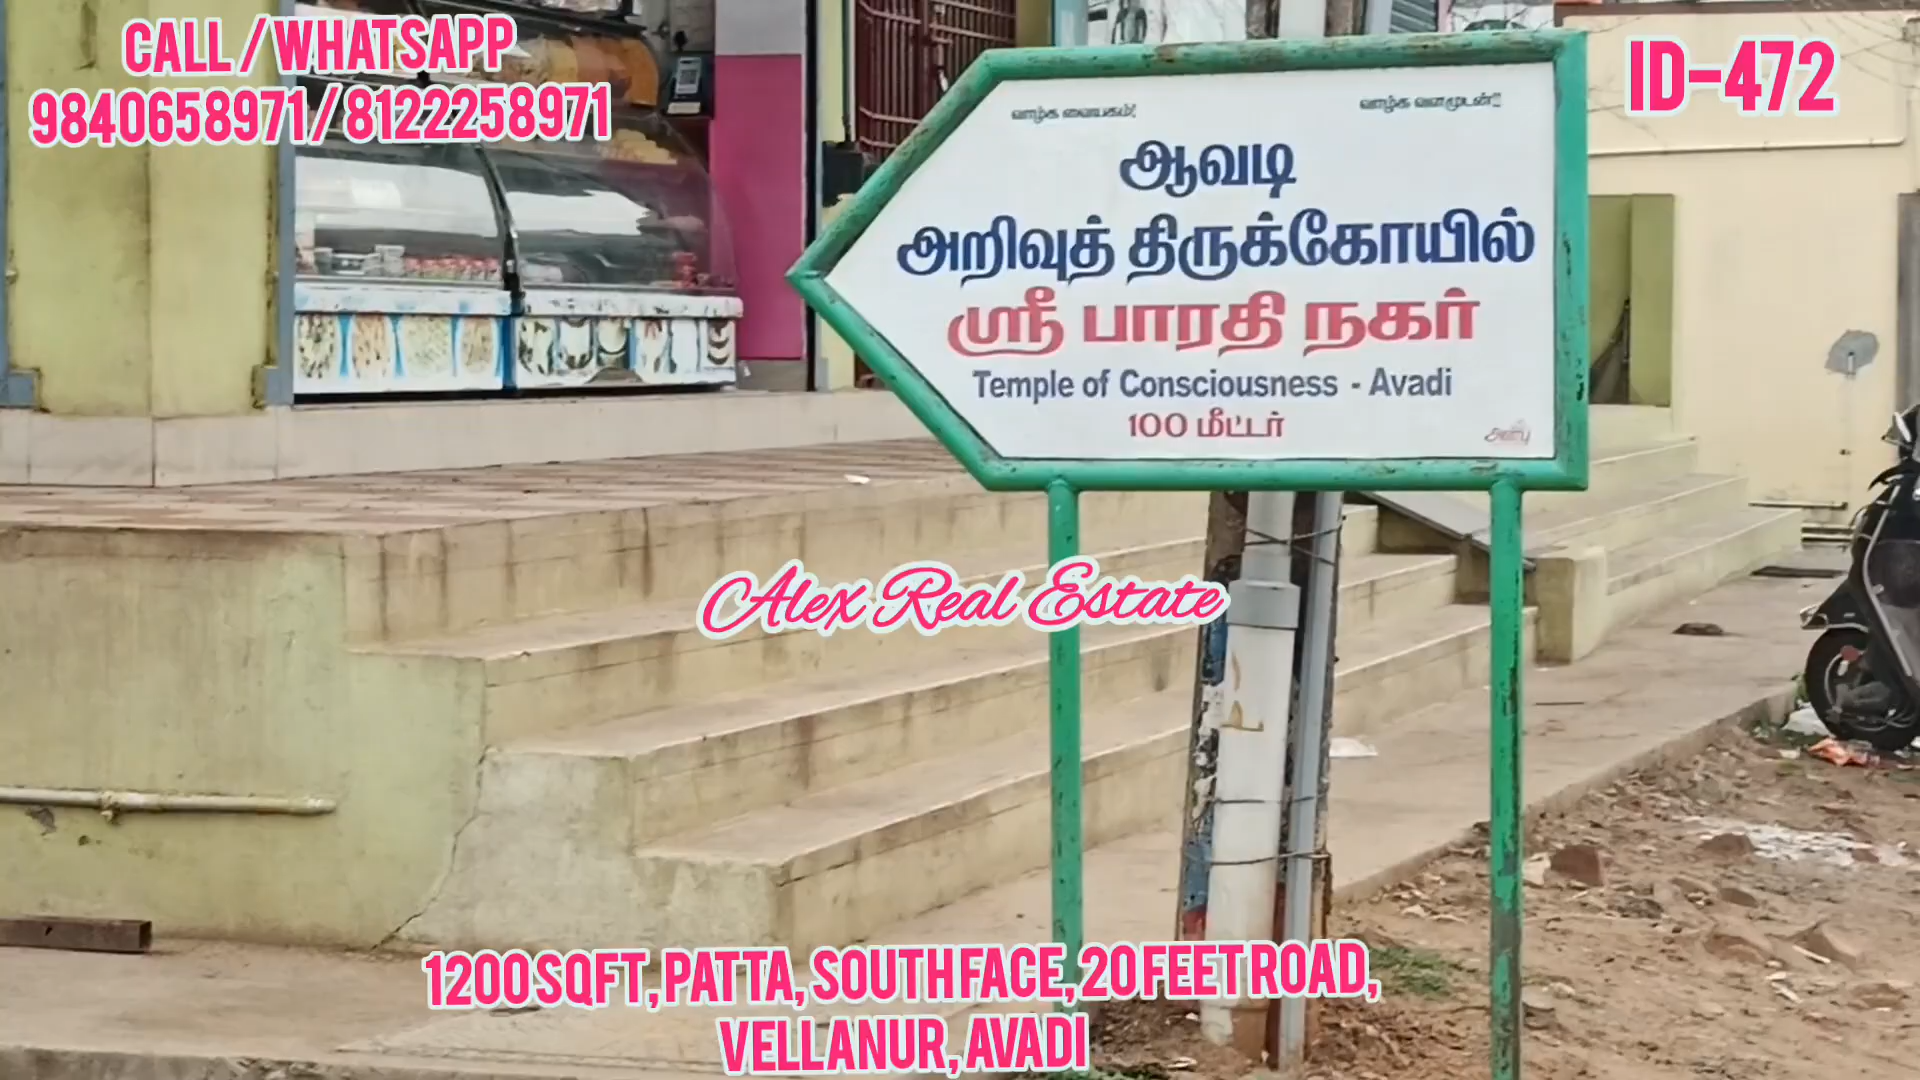 CALL / WHATSAPP
9840658971 / 8122258971
ID-472
வாழ்க வையகம்! வாழ்க வளமுடன்!!
ஆவடி
அறிவுத் திருக்கோயில்
ஸ்ரீ பாரதி நகர்
Temple of Consciousness - Avadi
100 மீட்டர்
அன்பு
Alex Real Estate
1200 SQFT, PATTA, SOUTH FACE, 20 FEET ROAD,
VELLANUR, AVADI